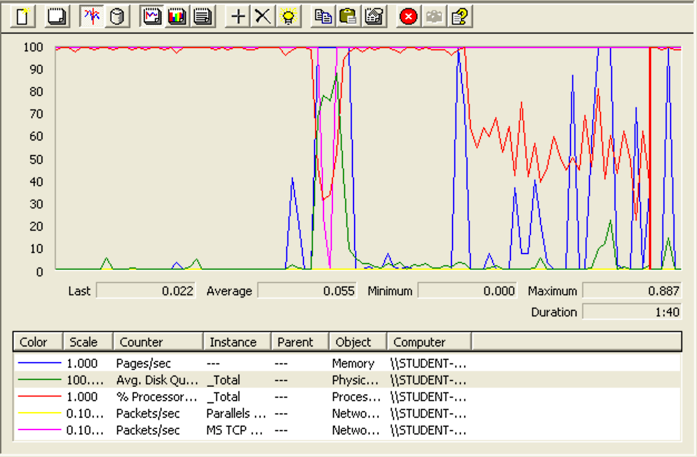 100
90
80
70
60
50
40
30
20
10
0
Last 0.022 Average 0.055 Minimum 0.000 Maximum 0.887
Duration 1:40
Color Scale Counter Instance Parent Object Computer
1.000 Pages/sec --- --- Memory \\STUDENT-...
100.... Avg. Disk Qu... _Total --- Physic... \\STUDENT-...
1.000 % Processor... _Total --- Proces... \\STUDENT-...
0.10... Packets/sec Parallels ... --- Netwo... \\STUDENT-...
0.10... Packets/sec MS TCP ... --- Netwo... \\STUDENT-...